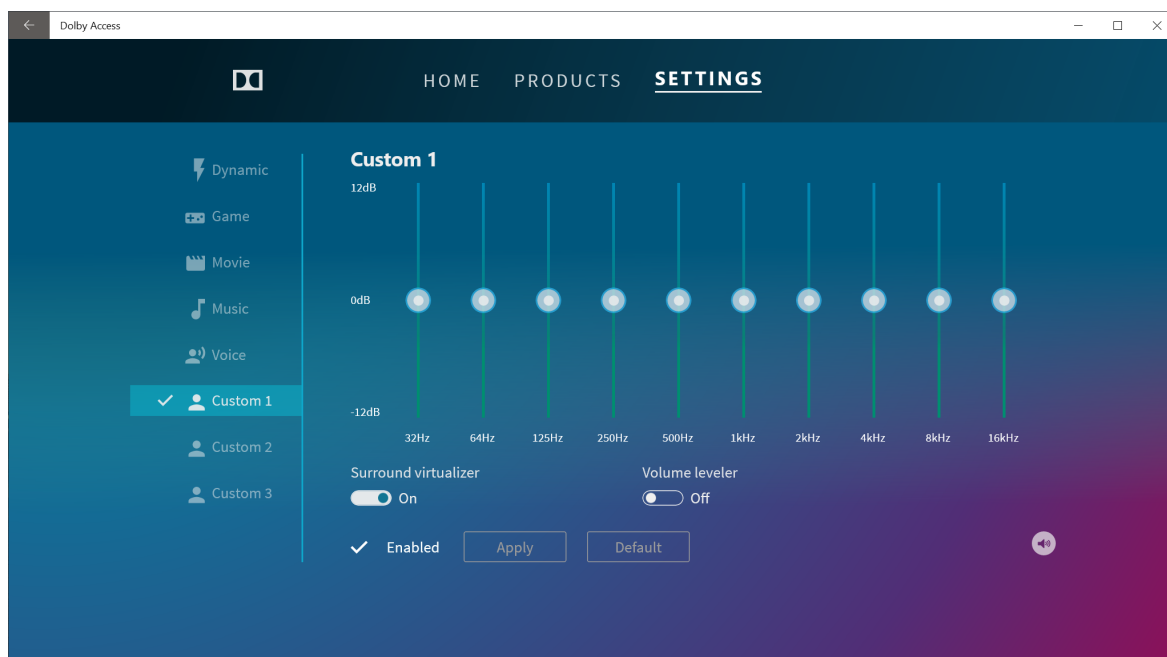 Dolby Access
HOME PRODUCTS SETTINGS
Dynamic
Game
Movie
Music
Voice
Custom 1
Custom 2
Custom 3
Custom 1
12dB
0dB
-12dB
32Hz 64Hz 125Hz 250Hz 500Hz 1kHz 2kHz 4kHz 8kHz 16kHz
Surround virtualizer Volume leveler
On Off
Enabled Apply Default